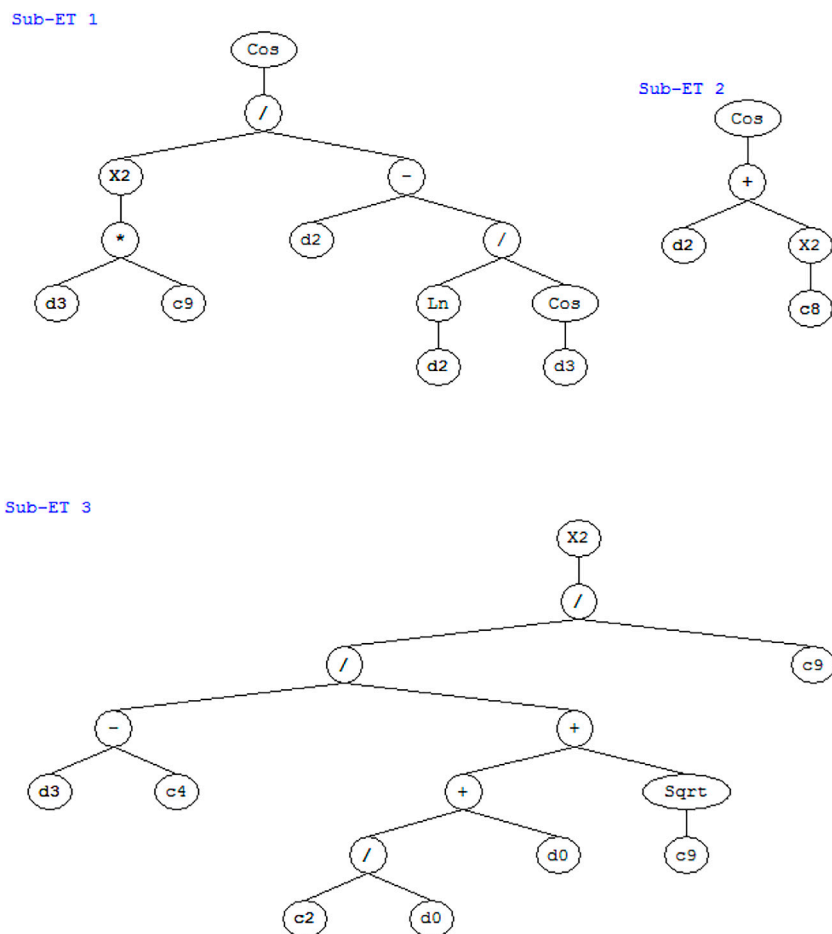 Sub-ET 1
Cos
Sub-ET 2
/
Cos
X2
-
+
*
d2
/
d2
X2
d3
c9
Ln
Cos
c8
d2
d3
Sub-ET 3
X2
/
/
c9
-
+
d3
c4
+
Sqrt
/
d0
c9
c2
d0